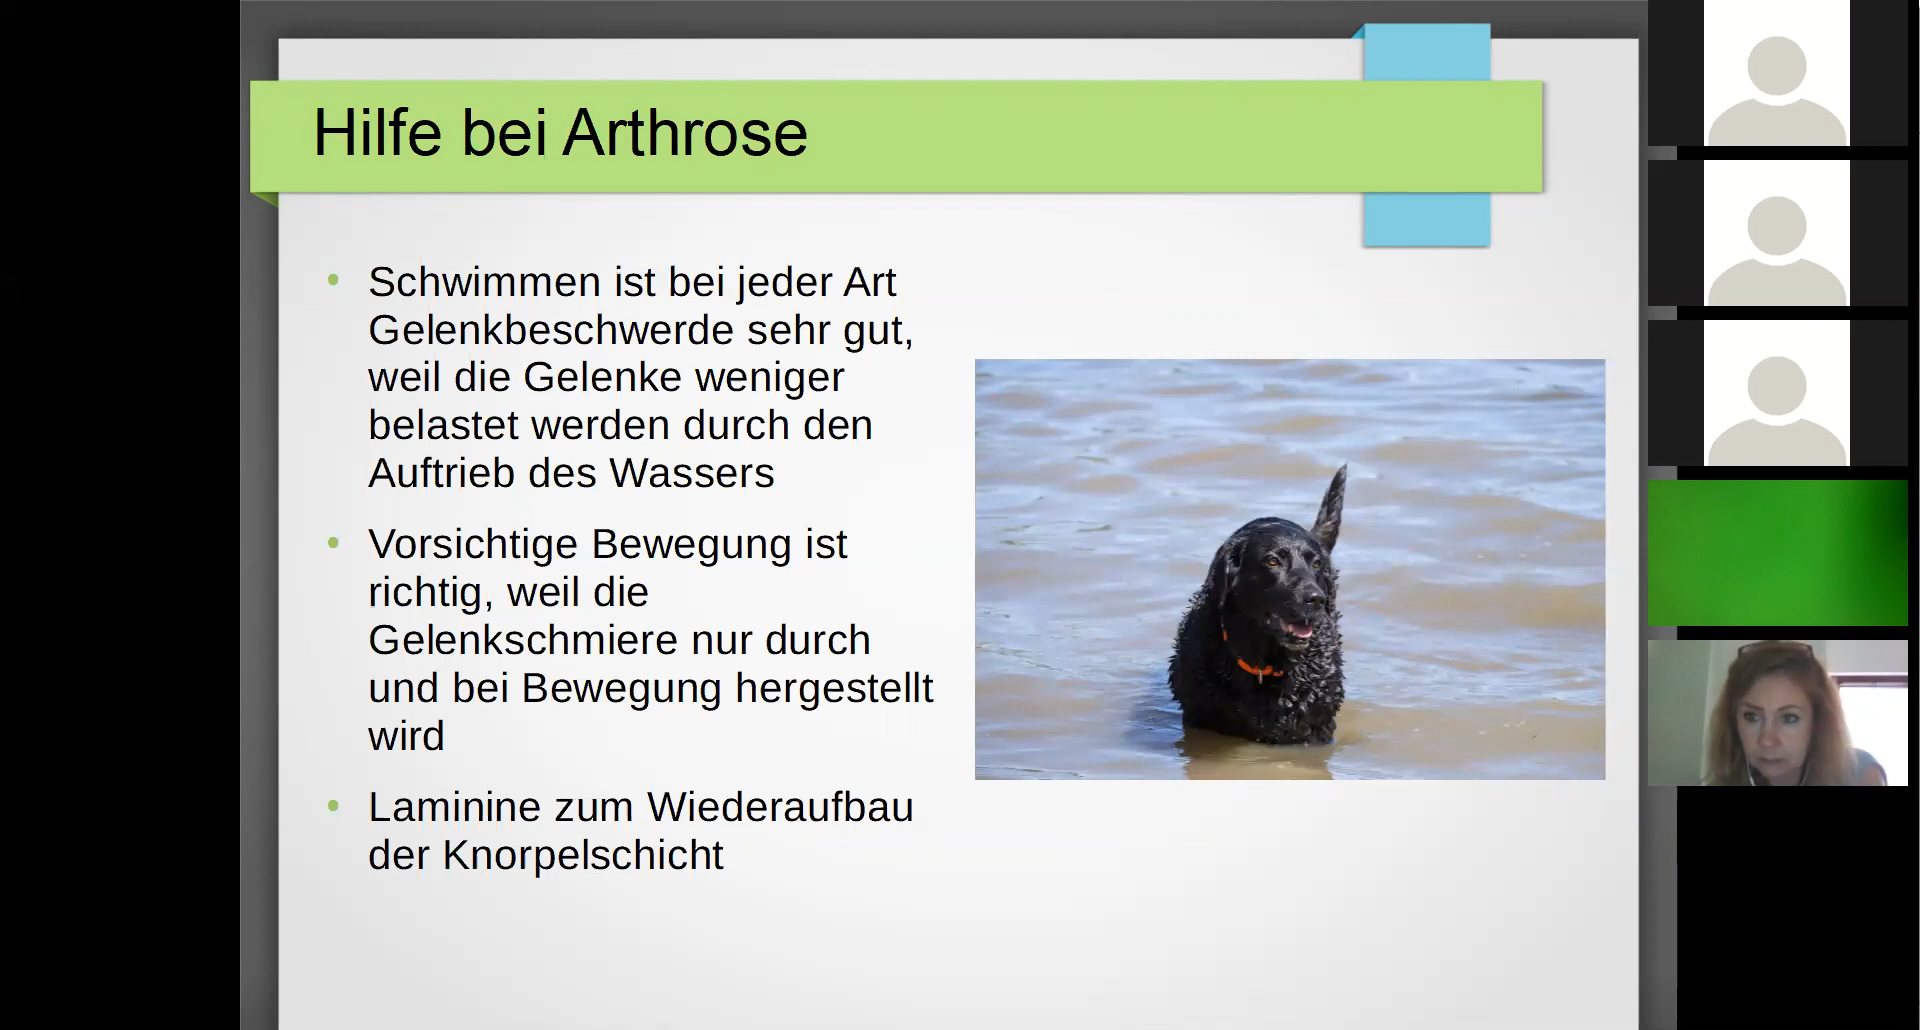 Hilfe bei Arthrose
Schwimmen ist bei jeder Art
Gelenkbeschwerde sehr gut,
weil die Gelenke weniger
belastet werden durch den
Auftrieb des Wassers
Vorsichtige Bewegung ist
richtig, weil die
Gelenkschmiere nur durch
und bei Bewegung hergestellt
wird
Laminine zum Wiederaufbau
der Knorpelschicht